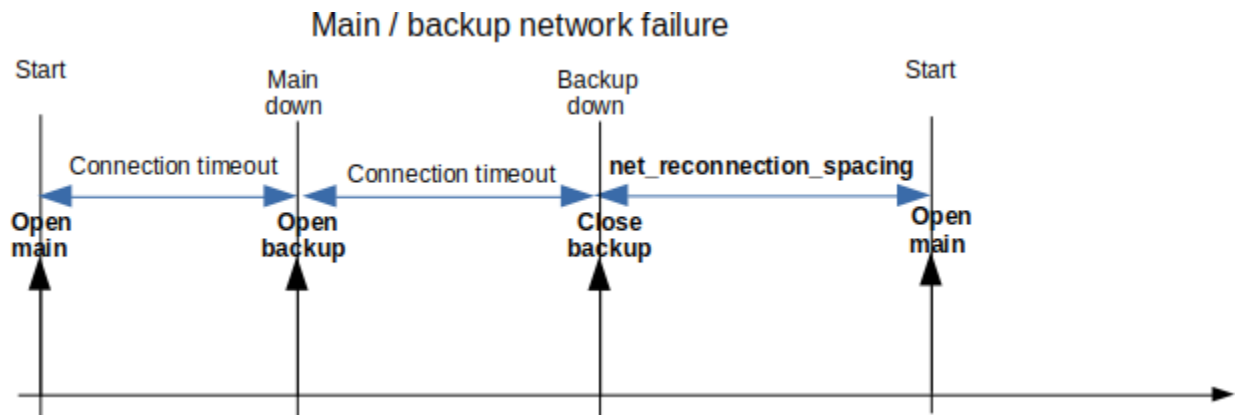 Main / backup network failure
Start
Main
down
Backup
down
Start
Connection timeout
Connection timeout
net_reconnection_spacing
Open
main
Open
backup
Close
backup
Open
main